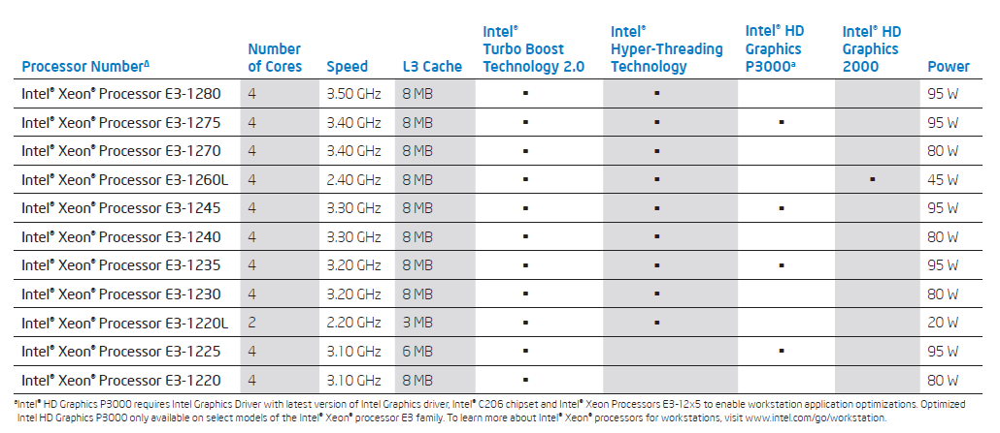 Intel® Intel® Intel® HD Intel® HD
Number Turbo Boost Hyper-Threading Graphics Graphics
Processor NumberΔ of Cores Speed L3 Cache Technology 2.0 Technology P3000ª 2000 Power
Intel® Xeon® Processor E3-1280 4 3.50 GHz 8 MB ▪ ▪ 95 W
Intel® Xeon® Processor E3-1275 4 3.40 GHz 8 MB ▪ ▪ ▪ 95 W
Intel® Xeon® Processor E3-1270 4 3.40 GHz 8 MB ▪ ▪ 80 W
Intel® Xeon® Processor E3-1260L 4 2.40 GHz 8 MB ▪ ▪ ▪ 45 W
Intel® Xeon® Processor E3-1245 4 3.30 GHz 8 MB ▪ ▪ ▪ 95 W
Intel® Xeon® Processor E3-1240 4 3.30 GHz 8 MB ▪ ▪ 80 W
Intel® Xeon® Processor E3-1235 4 3.20 GHz 8 MB ▪ ▪ ▪ 95 W
Intel® Xeon® Processor E3-1230 4 3.20 GHz 8 MB ▪ ▪ 80 W
Intel® Xeon® Processor E3-1220L 2 2.20 GHz 3 MB ▪ ▪ 20 W
Intel® Xeon® Processor E3-1225 4 3.10 GHz 6 MB ▪ ▪ 95 W
Intel® Xeon® Processor E3-1220 4 3.10 GHz 8 MB ▪ 80 W
ªIntel® HD Graphics P3000 requires Intel Graphics Driver with latest version of Intel Graphics driver, Intel® C206 chipset and Intel® Xeon Processors E3-12x5 to enable workstation application optimizations. Optimized
Intel HD Graphics P3000 only available on select models of the Intel® Xeon® processor E3 family. To learn more about Intel® Xeon® processors for workstations, visit www.intel.com/go/workstation.